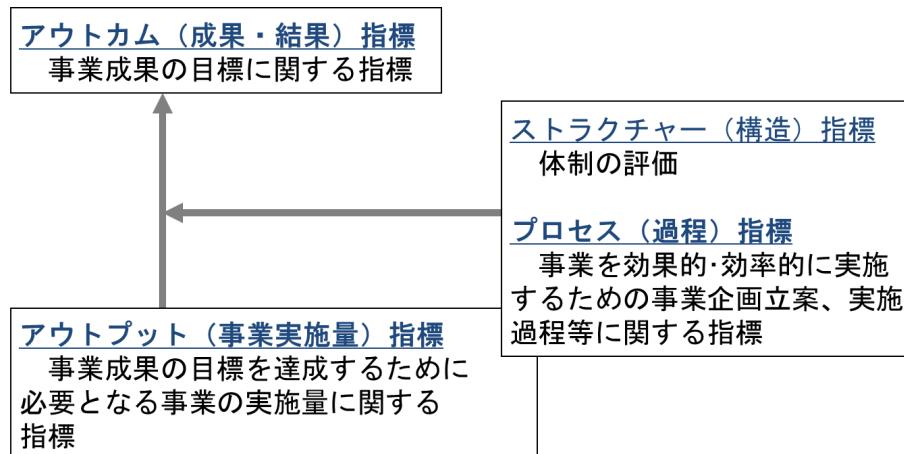 アウトカム（成果・結果）指標
事業成果の目標に関する指標
ストラクチャー（構造）指標
体制の評価
プロセス（過程）指標
事業を効果的･効率的に実施
するための事業企画立案、実施
過程等に関する指標
アウトプット（事業実施量）指標
事業成果の目標を達成するために
必要となる事業の実施量に関する
指標